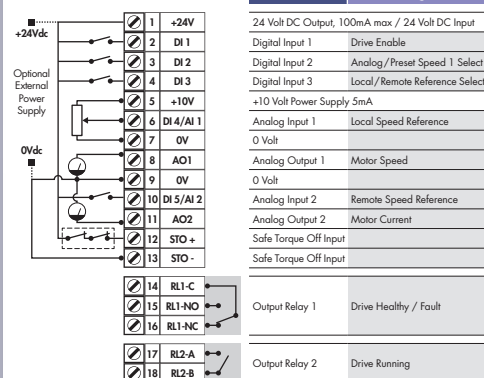 +24Vdc
Optional
External
Power
Supply
0Vdc
1 +24V 24 Volt DC Output, 100mA max / 24 Volt DC Input
2 DI 1 Digital Input 1 Drive Enable
3 DI 2 Digital Input 2 Analog/Preset Speed 1 Select
4 DI 3 Digital Input 3 Local/Remote Reference Select
5 +10V +10 Volt Power Supply 5mA
6 DI 4/AI 1 Analog Input 1 Local Speed Reference
7 0V 0 Volt
8 AO1 Analog Output 1 Motor Speed
9 0V 0 Volt
10 DI 5/AI 2 Analog Input 2 Remote Speed Reference
11 AO2 Analog Output 2 Motor Current
12 STO + Safe Torque Off Input
13 STO - Safe Torque Off Input
14 RL1-C
15 RL1-NO Output Relay 1 Drive Healthy / Fault
16 RL1-NC
17 RL2-A
Output Relay 2 Drive Running
18 RL2-B